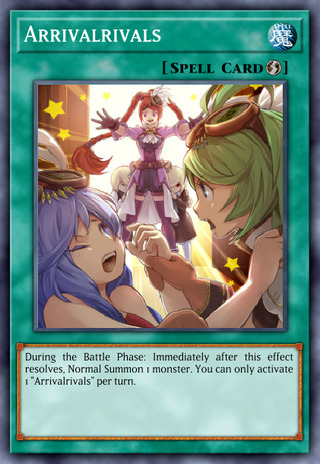 Arrivalrivals
魔
[Spell Card]
During the Battle Phase: Immediately after this effect
resolves, Normal Summon 1 monster. You can only activate
1 "Arrivalrivals" per turn.